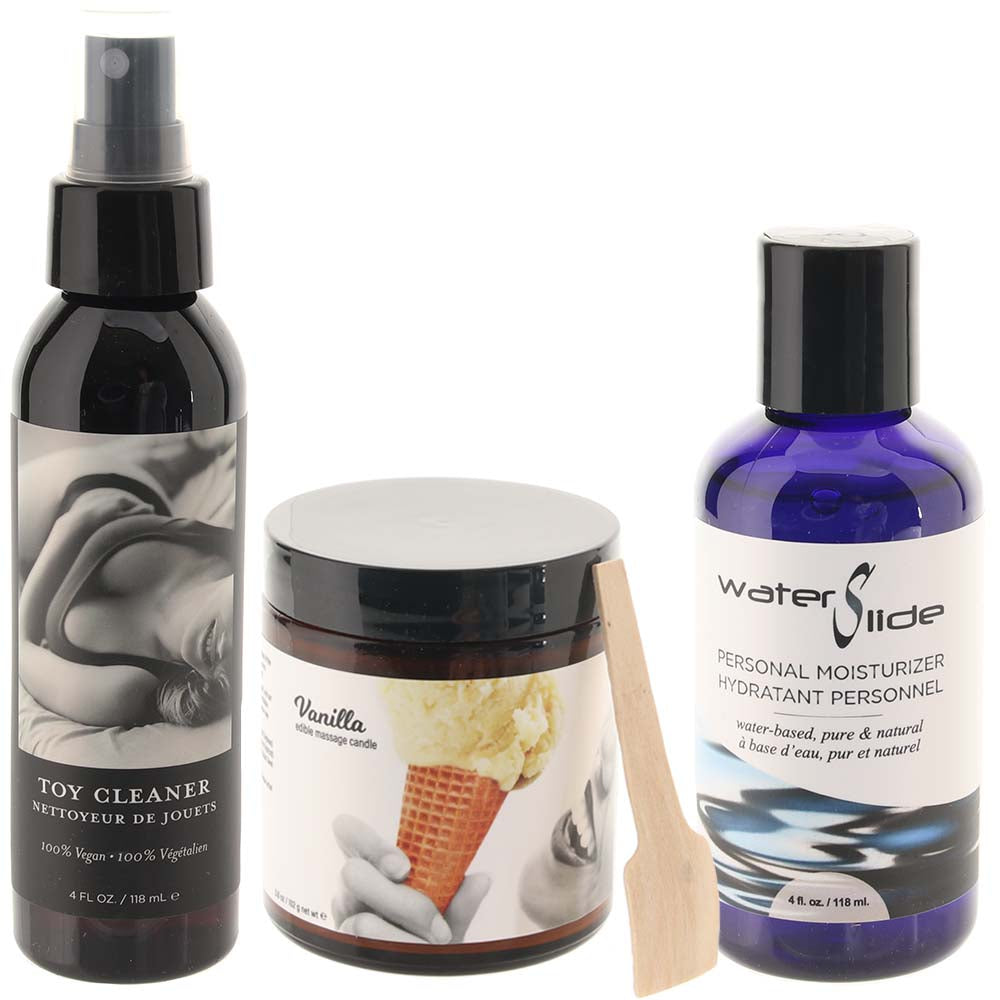 TOY CLEANER
NETTOYEUR DE JOUETS
100% Vegan • 100% Végétalien
4 FL OZ. / 118 mL ℮
Vanilla
edible massage candle
net wt ℮
water Slide
PERSONAL MOISTURIZER
HYDRATANT PERSONNEL
water-based, pure & natural
à base d'eau, pur et naturel
4 fl. oz. / 118 ml.